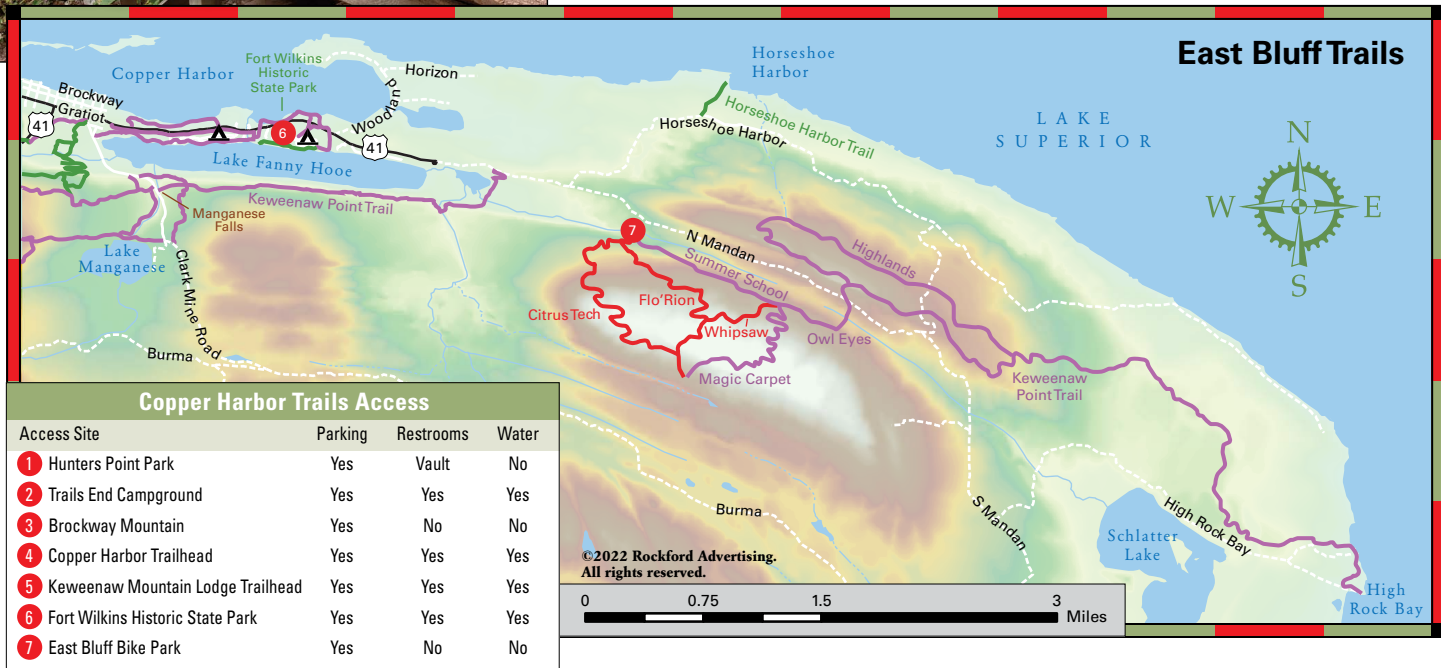 East Bluff Trails
Fort Wilkins
Historic
State Park
Copper Harbor
Horizon
Horseshoe
Harbor
Brockway
Gratiot
Woodland
41
6
41
Horseshoe Harbor Trail
Horseshoe Harbor
LAKE
SUPERIOR
N
W
E
S
Lake Fanny Hooe
Keweenaw Point Trail
Manganese
Falls
Lake
Manganese
Clark Mine Road
7
N Mandan
Highlands
Summer School
Flo'Rion
Citrus Tech
Whipsaw
Owl Eyes
Magic Carpet
Keweenaw
Point Trail
Burma
Burma
S Mandan
High Rock Bay
Schlatter
Lake
High
Rock Bay
©2022 Rockford Advertising.
All rights reserved.
0 0.75 1.5 3
Miles
Copper Harbor Trails Access
Access Site Parking Restrooms Water
1 Hunters Point Park Yes Vault No
2 Trails End Campground Yes Yes Yes
3 Brockway Mountain Yes No No
4 Copper Harbor Trailhead Yes Yes Yes
5 Keweenaw Mountain Lodge Trailhead Yes Yes Yes
6 Fort Wilkins Historic State Park Yes Yes Yes
7 East Bluff Bike Park Yes No No